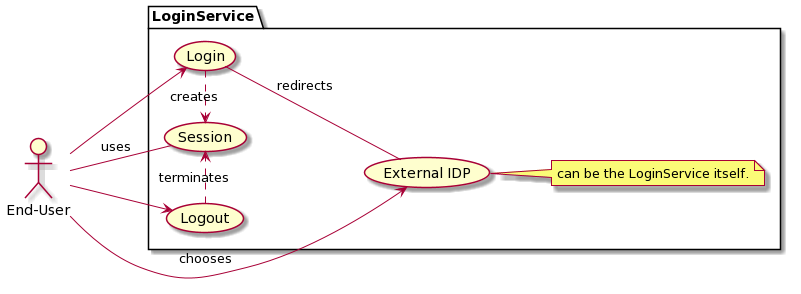 LoginService
Login
redirects
creates
uses
Session
External IDP
can be the LoginService itself.
terminates
End-User
Logout
chooses